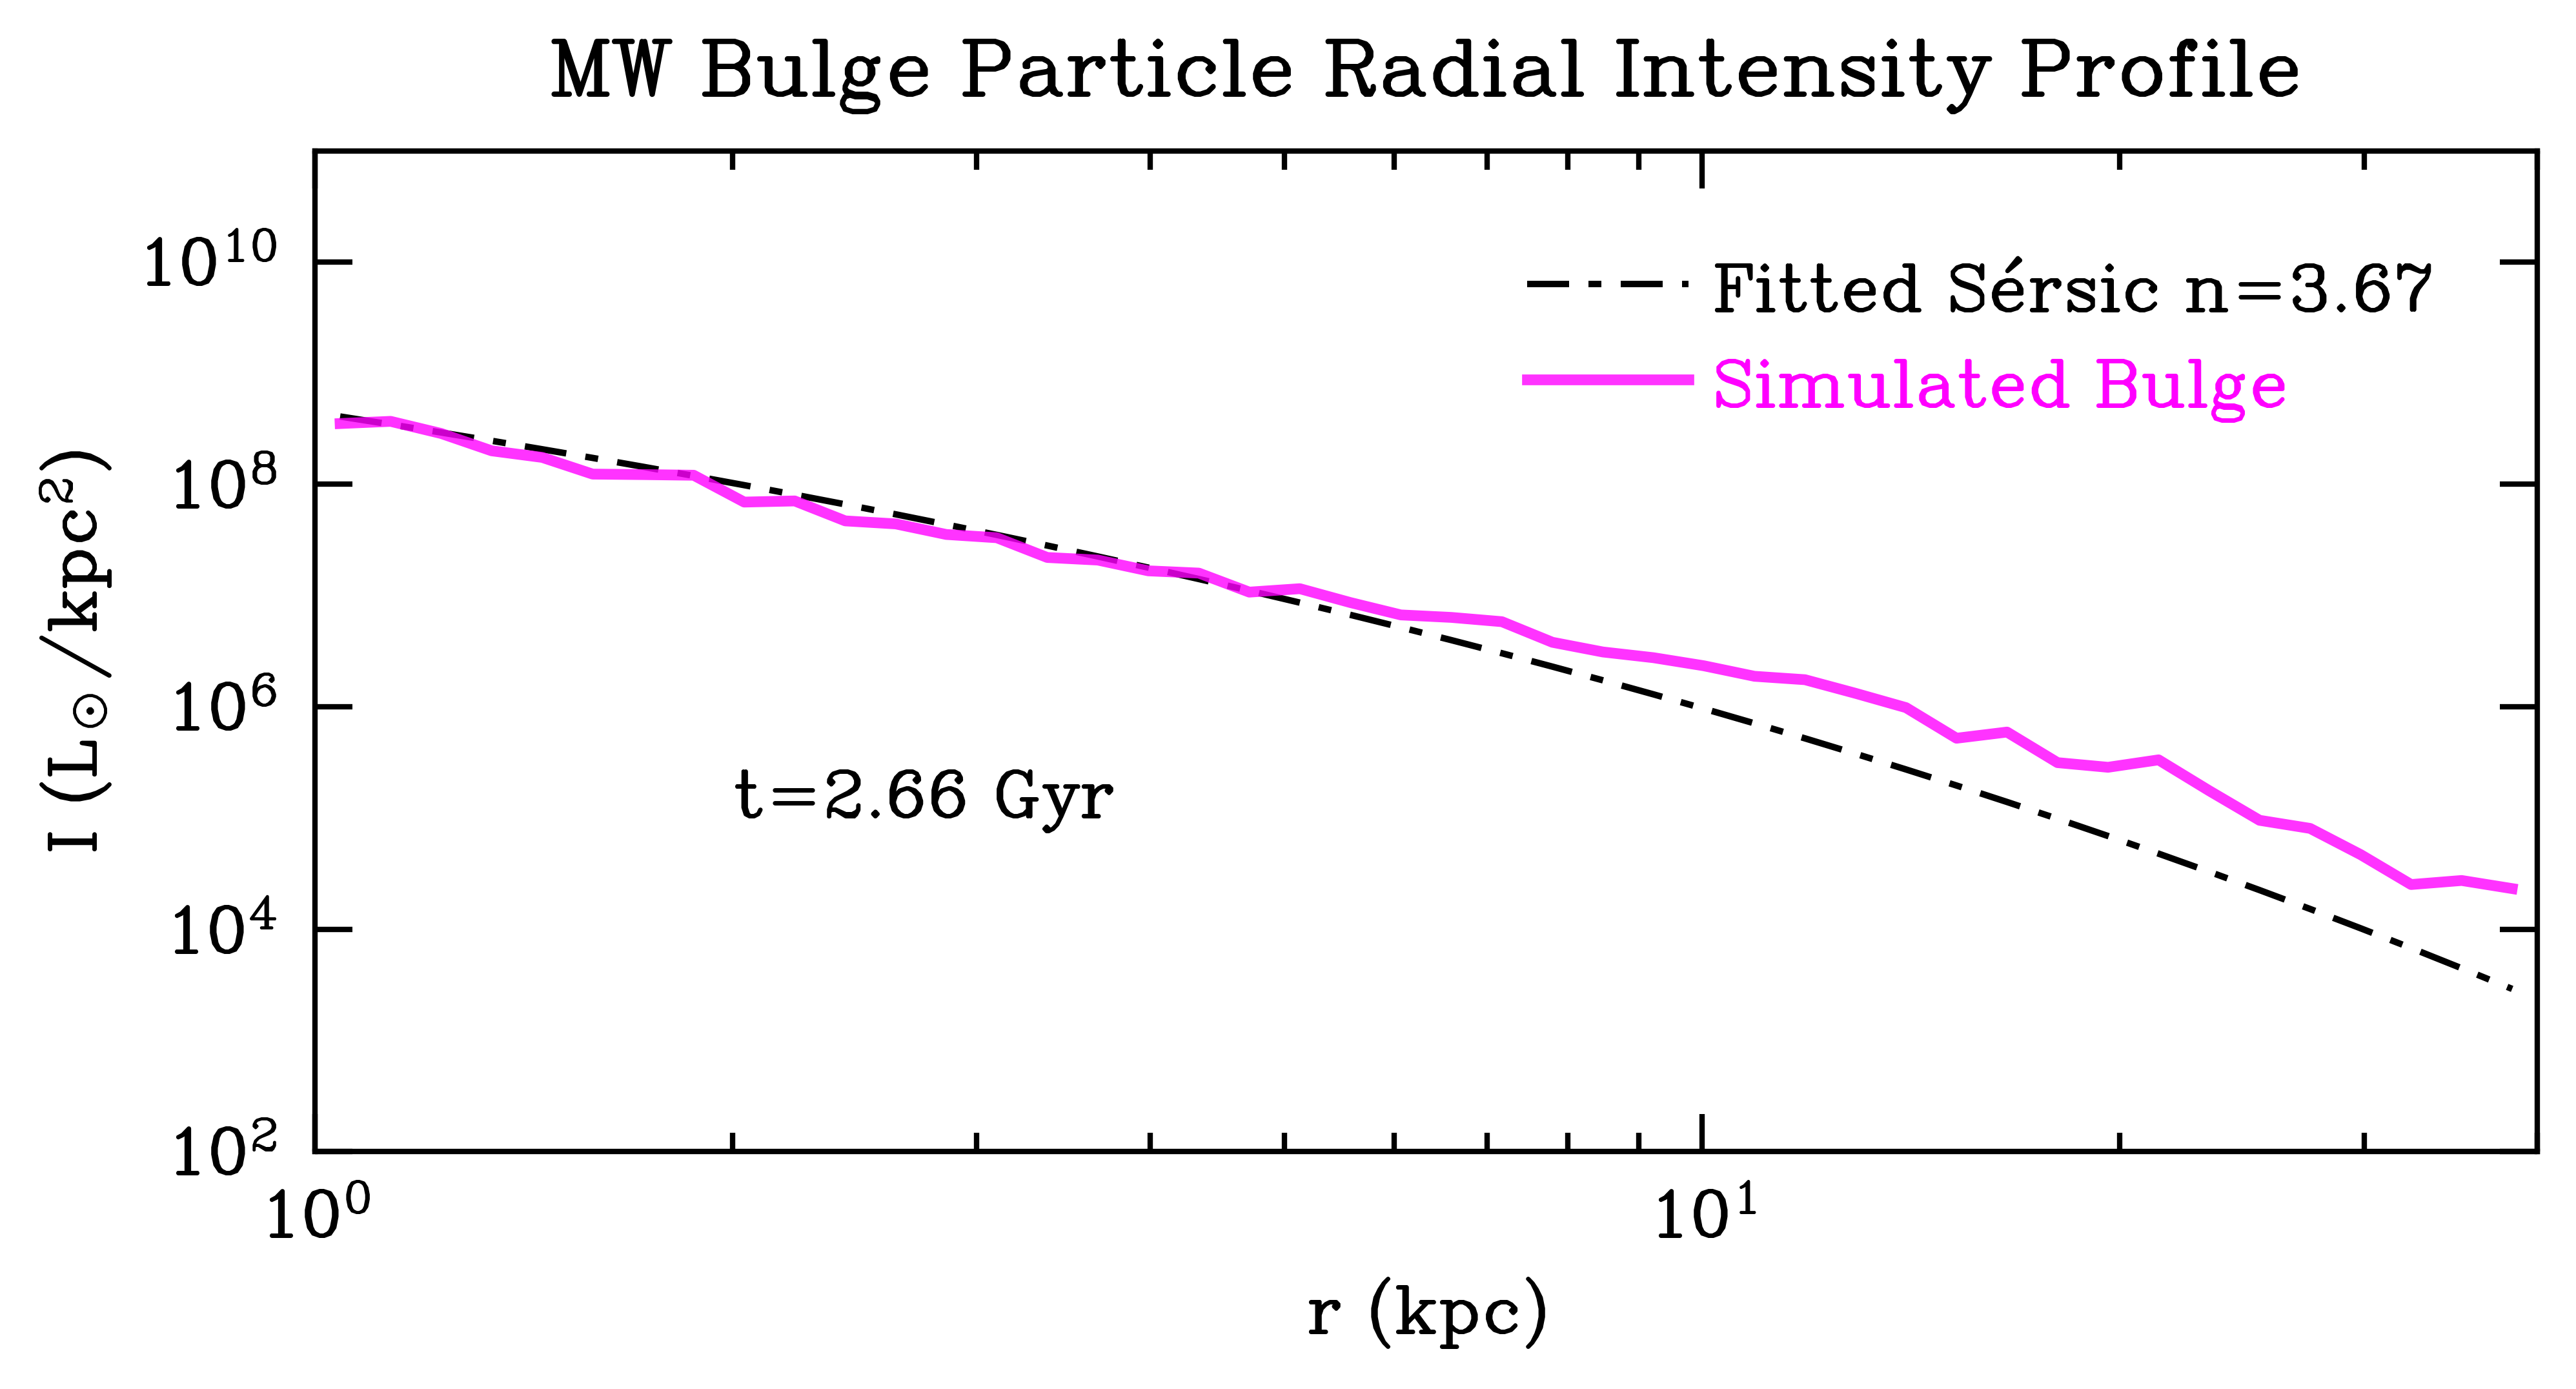 MW Bulge Particle Radial Intensity Profile
I (L⊙/kpc²)
10¹⁰
10⁸
10⁶
10⁴
10²
Fitted Sérsic n=3.67
Simulated Bulge
t=2.66 Gyr
10⁰ 10¹
r (kpc)